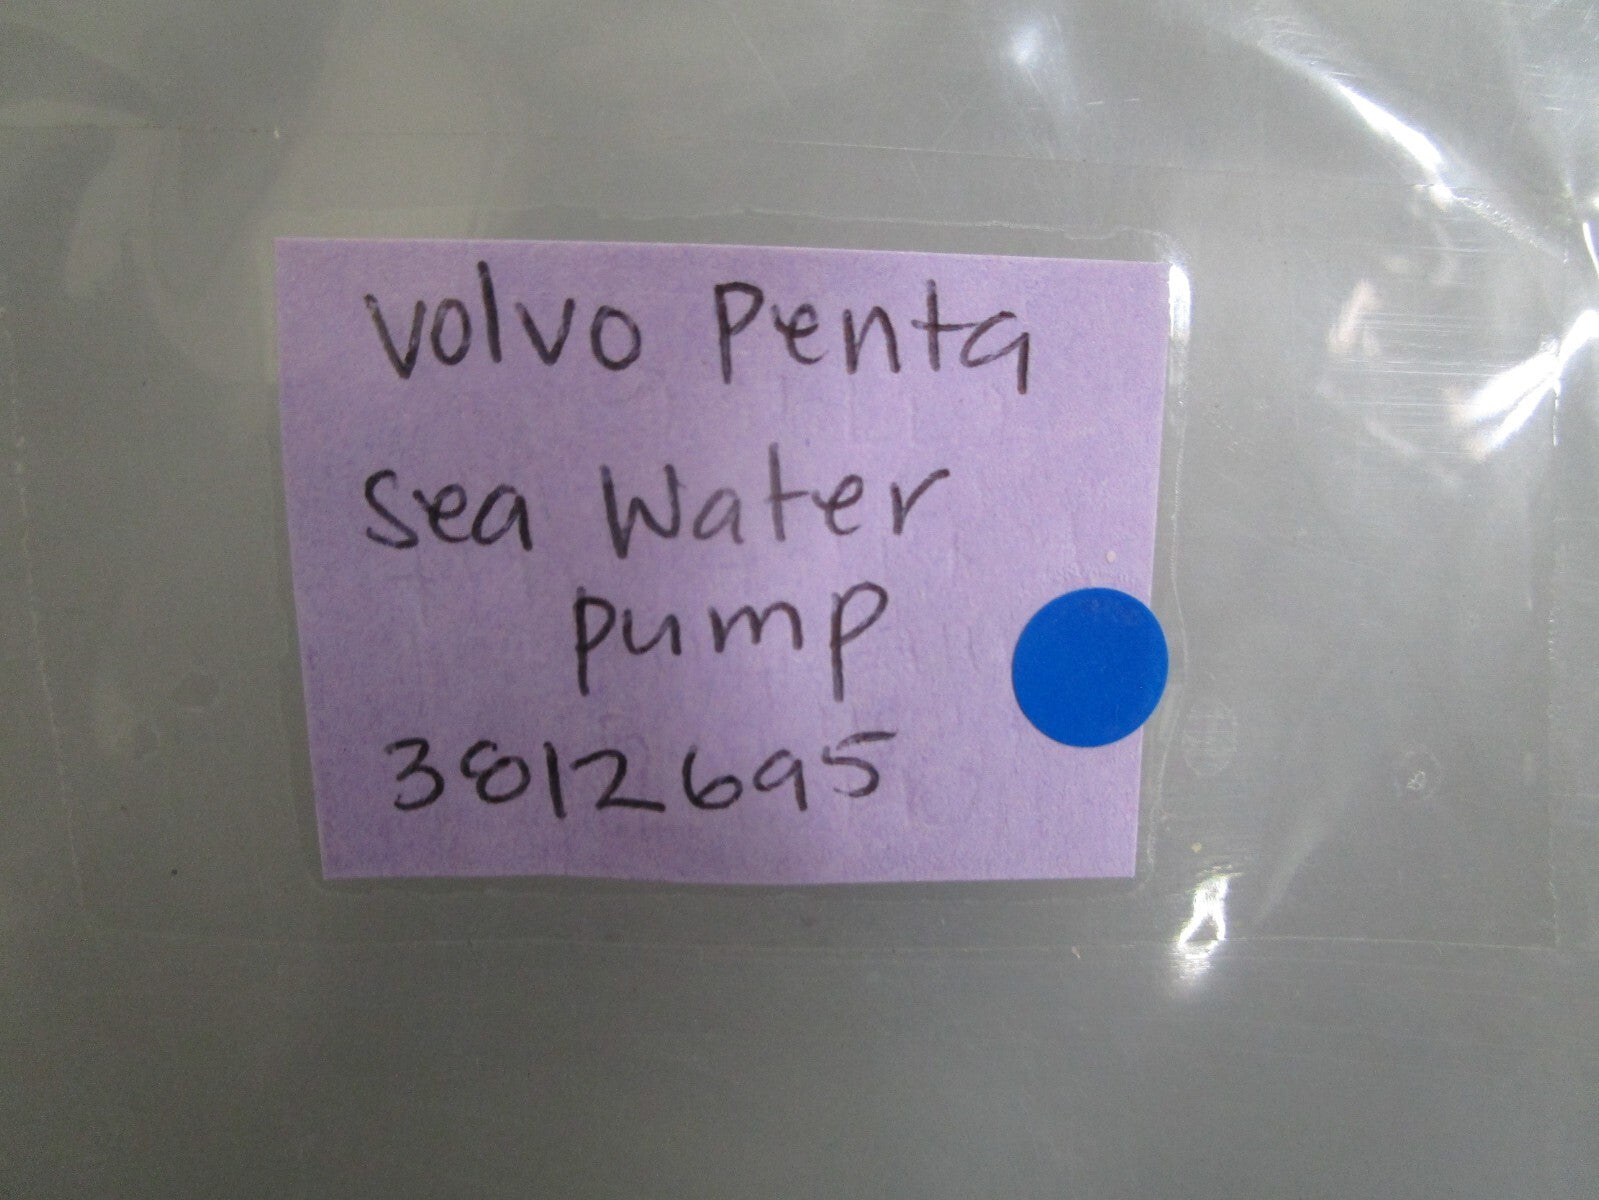 Volvo Penta
Sea Water
pump
3812695